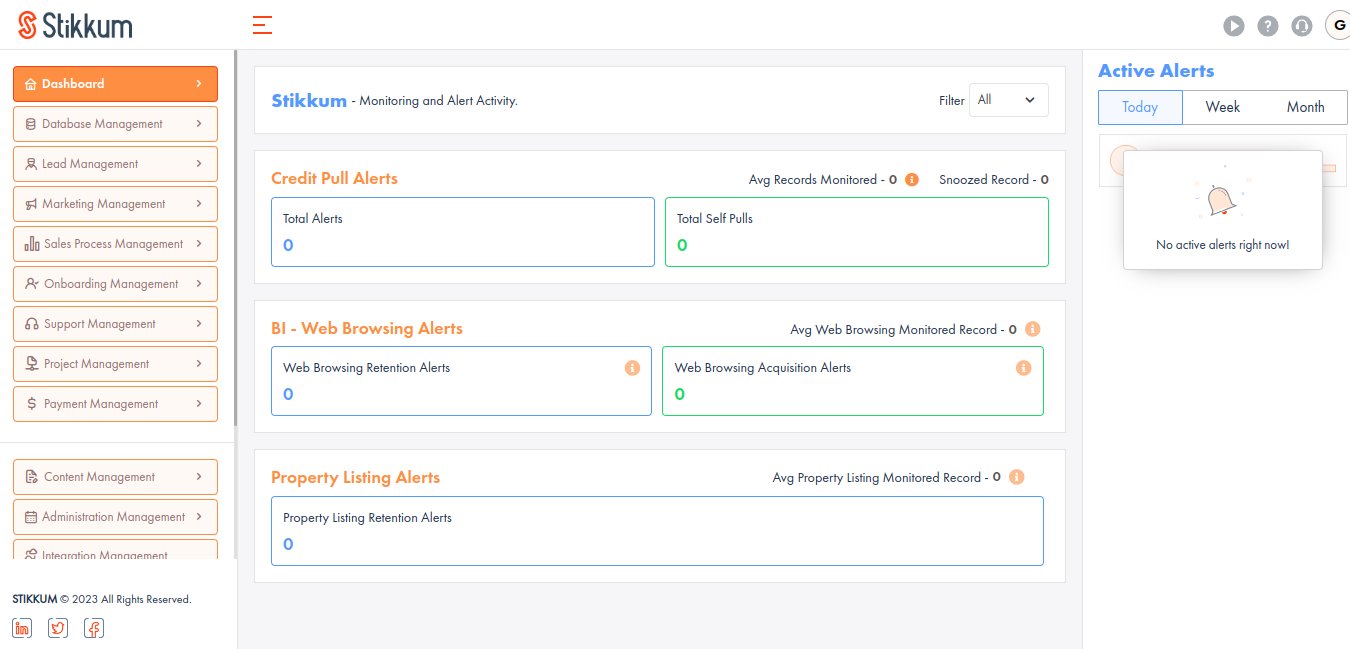 Stikkum
G
Dashboard
Database Management
Lead Management
Marketing Management
Sales Process Management
Onboarding Management
Support Management
Project Management
$ Payment Management
Content Management
Administration Management
Integration Management
STIKKUM © 2023 All Rights Reserved.
Stikkum - Monitoring and Alert Activity.
Filter All
Credit Pull Alerts
Avg Records Monitored - 0
Snoozed Record - 0
Total Alerts
0
Total Self Pulls
0
BI - Web Browsing Alerts
Avg Web Browsing Monitored Record - 0
Web Browsing Retention Alerts
0
Web Browsing Acquisition Alerts
0
Property Listing Alerts
Avg Property Listing Monitored Record - 0
Property Listing Retention Alerts
0
Active Alerts
Today Week Month
No active alerts right now!